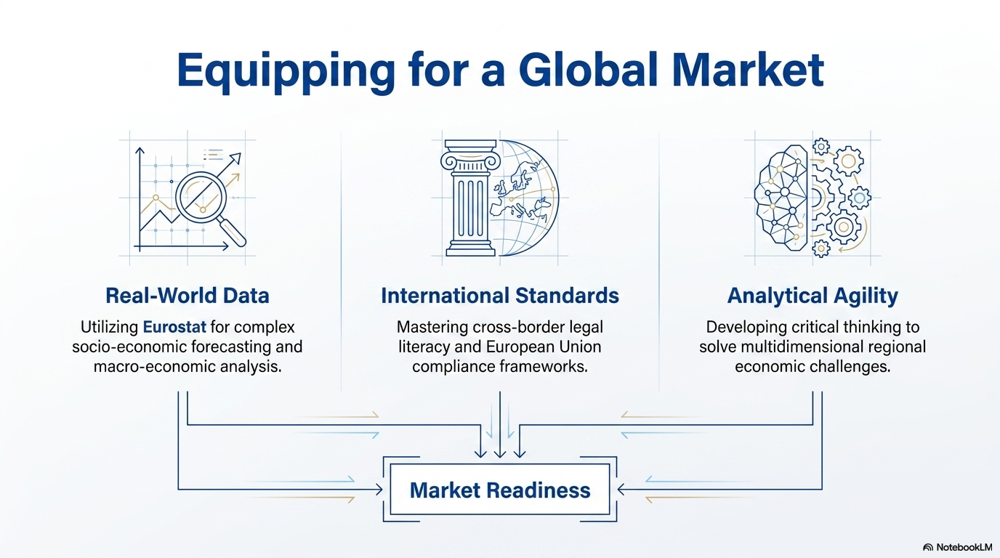 Equipping for a Global Market
Real-World Data
Utilizing Eurostat for complex
socio-economic forecasting and
macro-economic analysis.
International Standards
Mastering cross-border legal
literacy and European Union
compliance frameworks.
Analytical Agility
Developing critical thinking to
solve multidimensional regional
economic challenges.
Market Readiness
NotebookLM